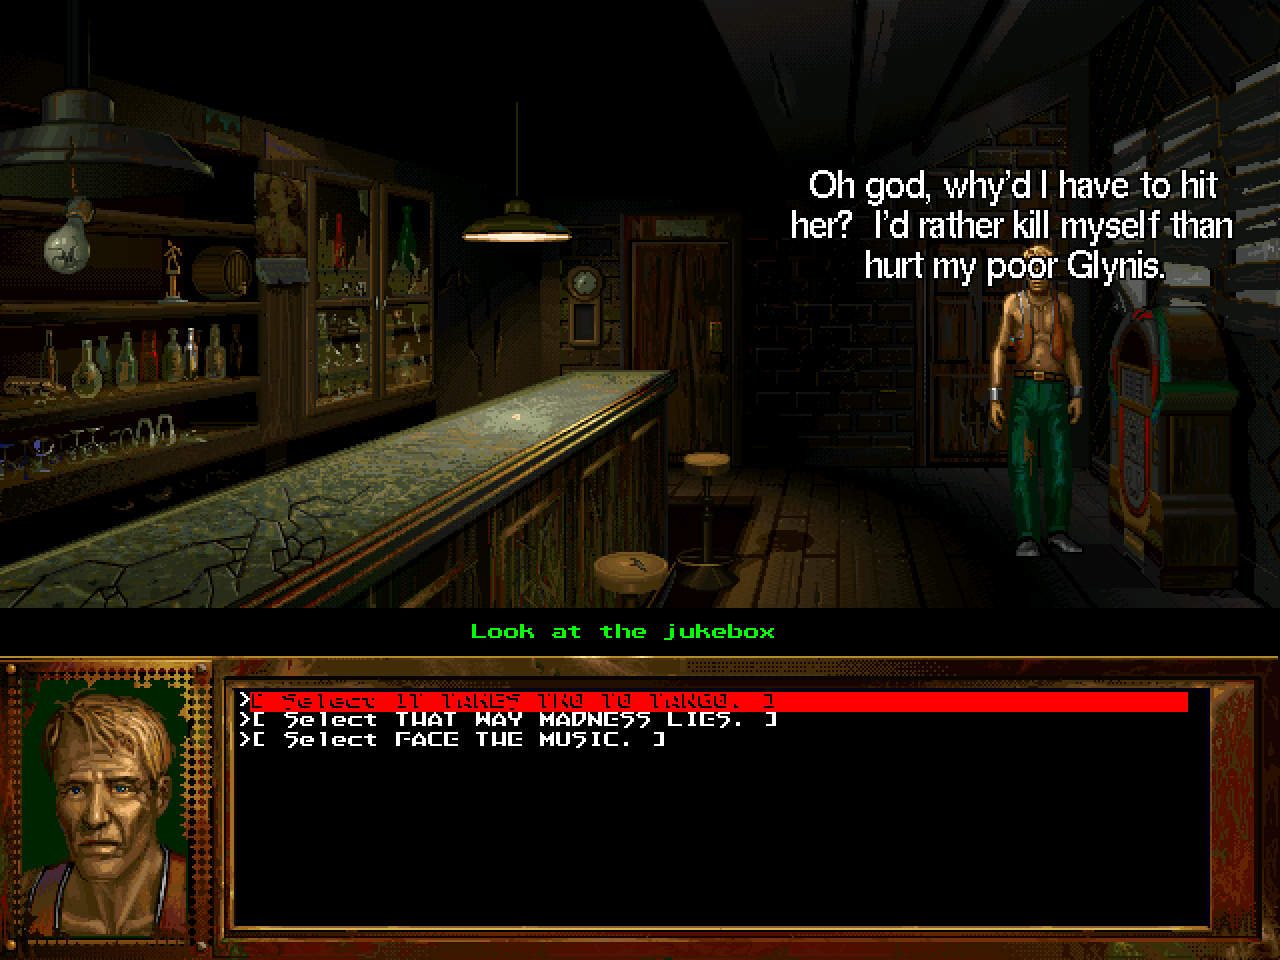 Oh god, why'd I have to hit
her? I'd rather kill myself than
hurt my poor Glynis.
Look at the jukebox
>[ Select IT TAKES TWO TO TANGO. ]
>[ Select THAT WAY MADNESS LIES. ]
>[ Select FACE THE MUSIC. ]